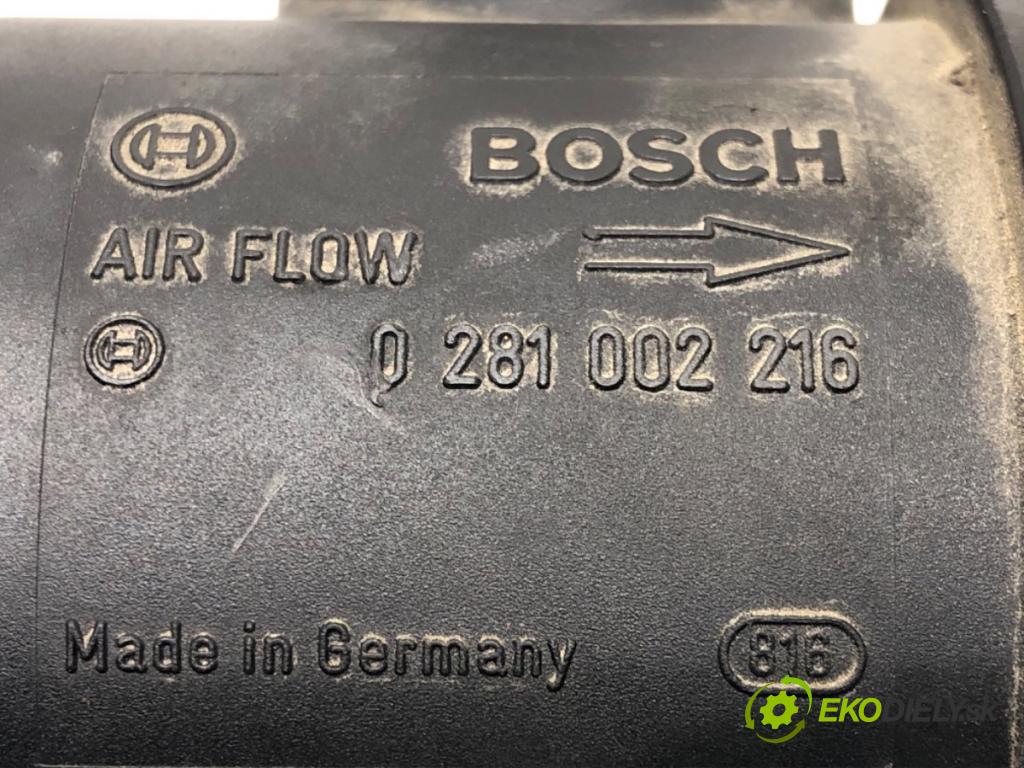 BOSCH
AIR FLOW
0 281 002 216
Made in Germany
816
EKODIELY.sk